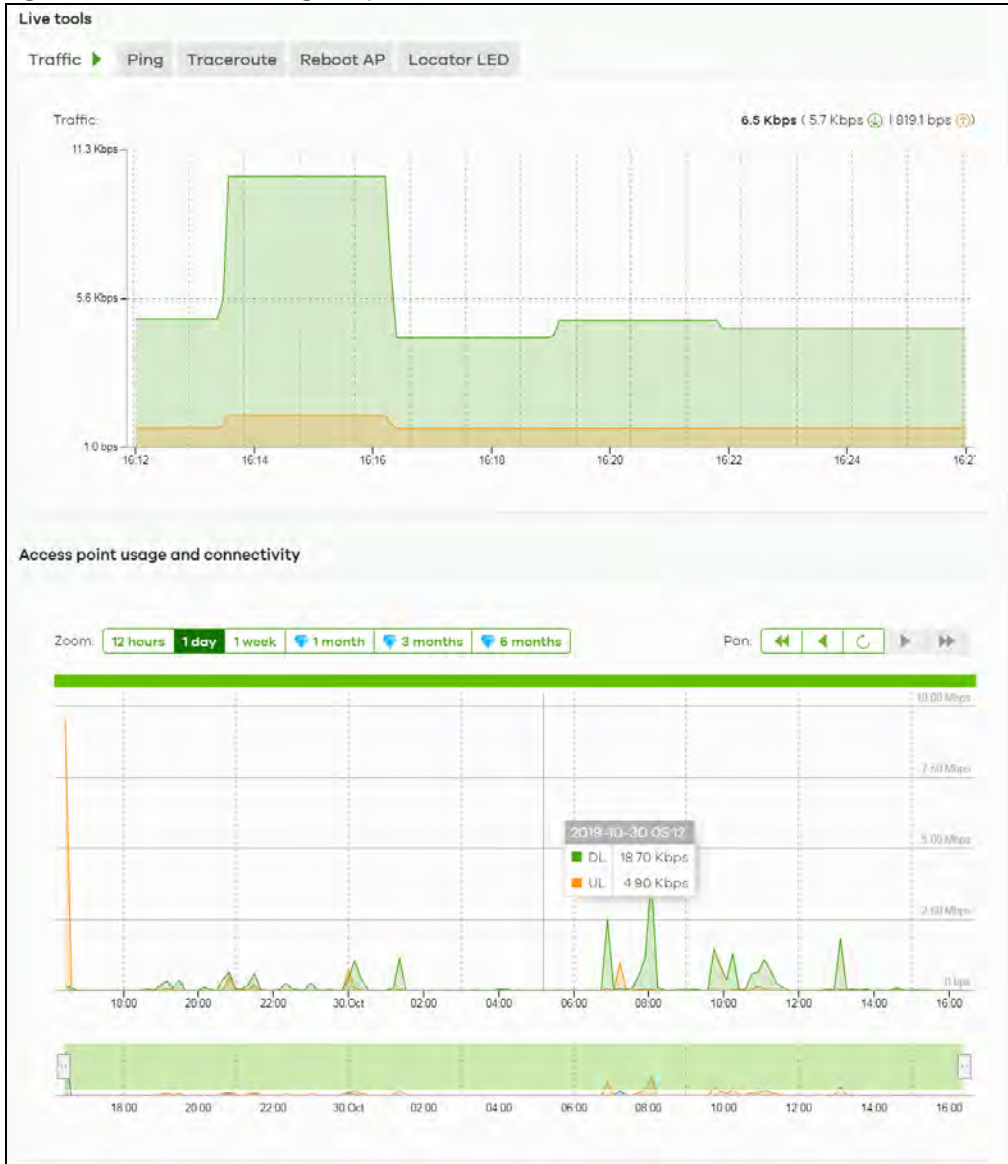 Live tools
Traffic Ping Traceroute Reboot AP Locator LED
Traffic: 6.5 Kbps ( 5.7 Kbps | 819.1 bps )
11.3 Kbps
5.6 Kbps
1.0 bps
16:12 16:14 16:16 16:18 16:20 16:22 16:24 16:2
Access point usage and connectivity
Zoom: 12 hours 1 day 1 week 1 month 3 months 6 months Pan:
10.00 Mbps
7.50 Mbps
2019-10-30 05:12
5.00 Mbps
DL 18.70 Kbps
UL 4.90 Kbps
2.50 Mbps
0 bps
18:00 20:00 22:00 30.Oct 02:00 04:00 06:00 08:00 10:00 12:00 14:00 16:00
18:00 20:00 22:00 30.Oct 02:00 04:00 06:00 08:00 10:00 12:00 14:00 16:00